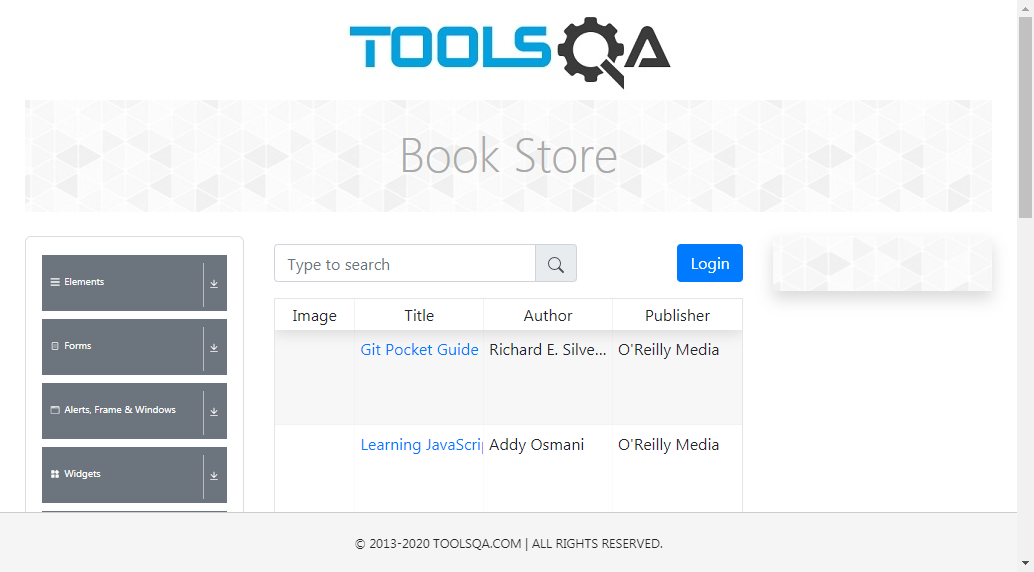 TOOLSQA
Book Store
Elements
Forms
Alerts, Frame & Windows
Widgets
Type to search
Login
Image Title Author Publisher
Git Pocket Guide Richard E. Silve... O'Reilly Media
Learning JavaScrip Addy Osmani O'Reilly Media
© 2013-2020 TOOLSQA.COM | ALL RIGHTS RESERVED.